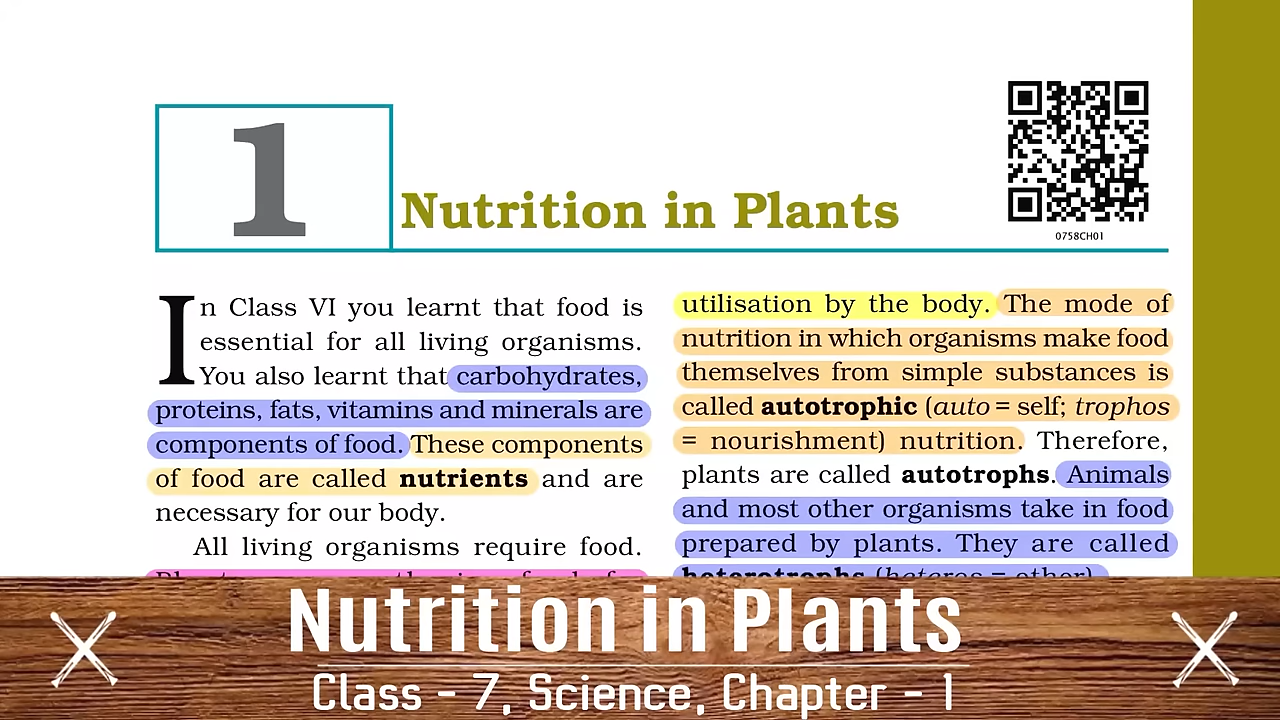 1
Nutrition in Plants
0758CH01
In Class VI you learnt that food is
essential for all living organisms.
You also learnt that carbohydrates,
proteins, fats, vitamins and minerals are
components of food. These components
of food are called nutrients and are
necessary for our body.
All living organisms require food.
utilisation by the body. The mode of
nutrition in which organisms make food
themselves from simple substances is
called autotrophic (auto = self; trophos
= nourishment) nutrition. Therefore,
plants are called autotrophs. Animals
and most other organisms take in food
prepared by plants. They are called
heterotrophs (heteros = other).
Nutrition in Plants
Class - 7, Science, Chapter - 1